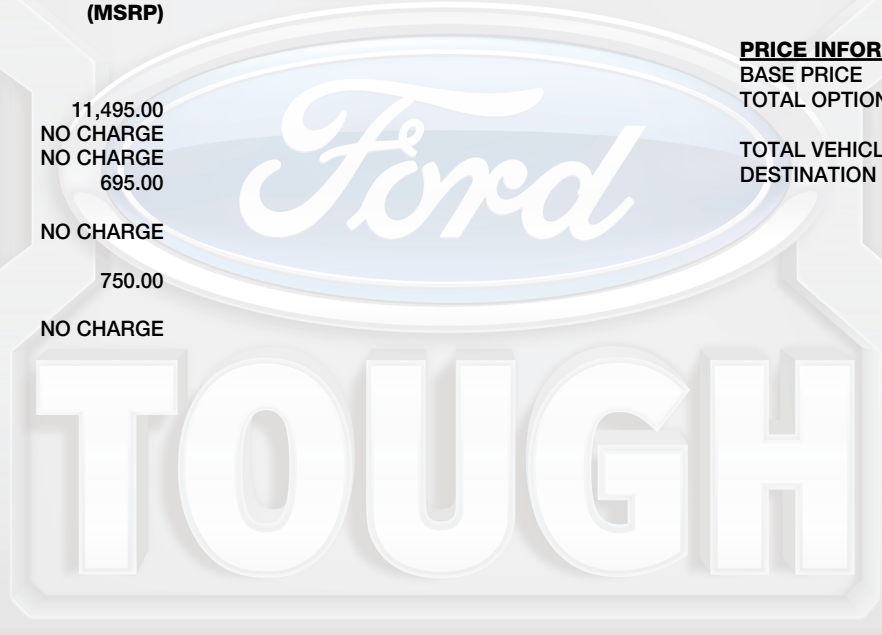 (MSRP)
11,495.00
NO CHARGE
NO CHARGE
695.00
NO CHARGE
750.00
NO CHARGE
PRICE INFOR
BASE PRICE
TOTAL OPTION
TOTAL VEHICL
DESTINATION
Ford
TOUGH